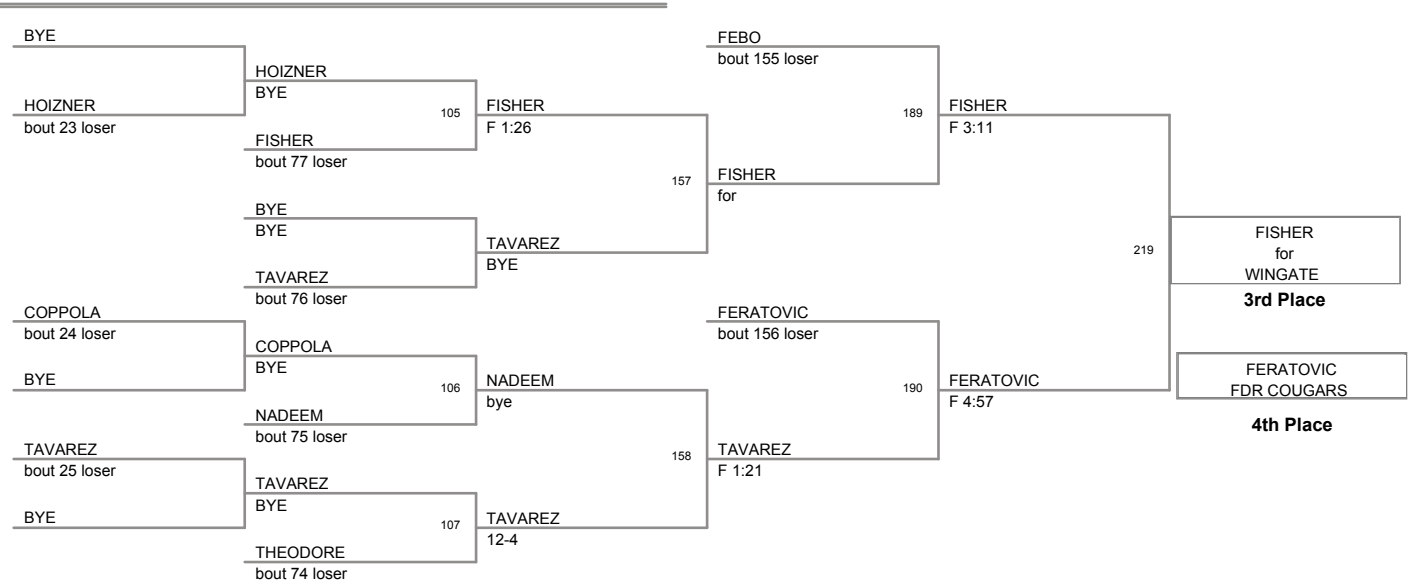 BYE
HOIZNER
bout 23 loser
COPPOLA
bout 24 loser
BYE
TAVAREZ
bout 25 loser
BYE
HOIZNER
BYE
105
FISHER
bout 77 loser
BYE
BYE
TAVAREZ
bout 76 loser
COPPOLA
BYE
106
NADEEM
bout 75 loser
TAVAREZ
BYE
107
THEODORE
bout 74 loser
FISHER
F 1:26
157
TAVAREZ
BYE
NADEEM
bye
158
TAVAREZ
12-4
FEBO
bout 155 loser
189
FISHER
for
FERATOVIC
bout 156 loser
190
TAVAREZ
F 1:21
FISHER
F 3:11
219
FERATOVIC
F 4:57
FISHER
for
WINGATE
3rd Place
FERATOVIC
FDR COUGARS
4th Place